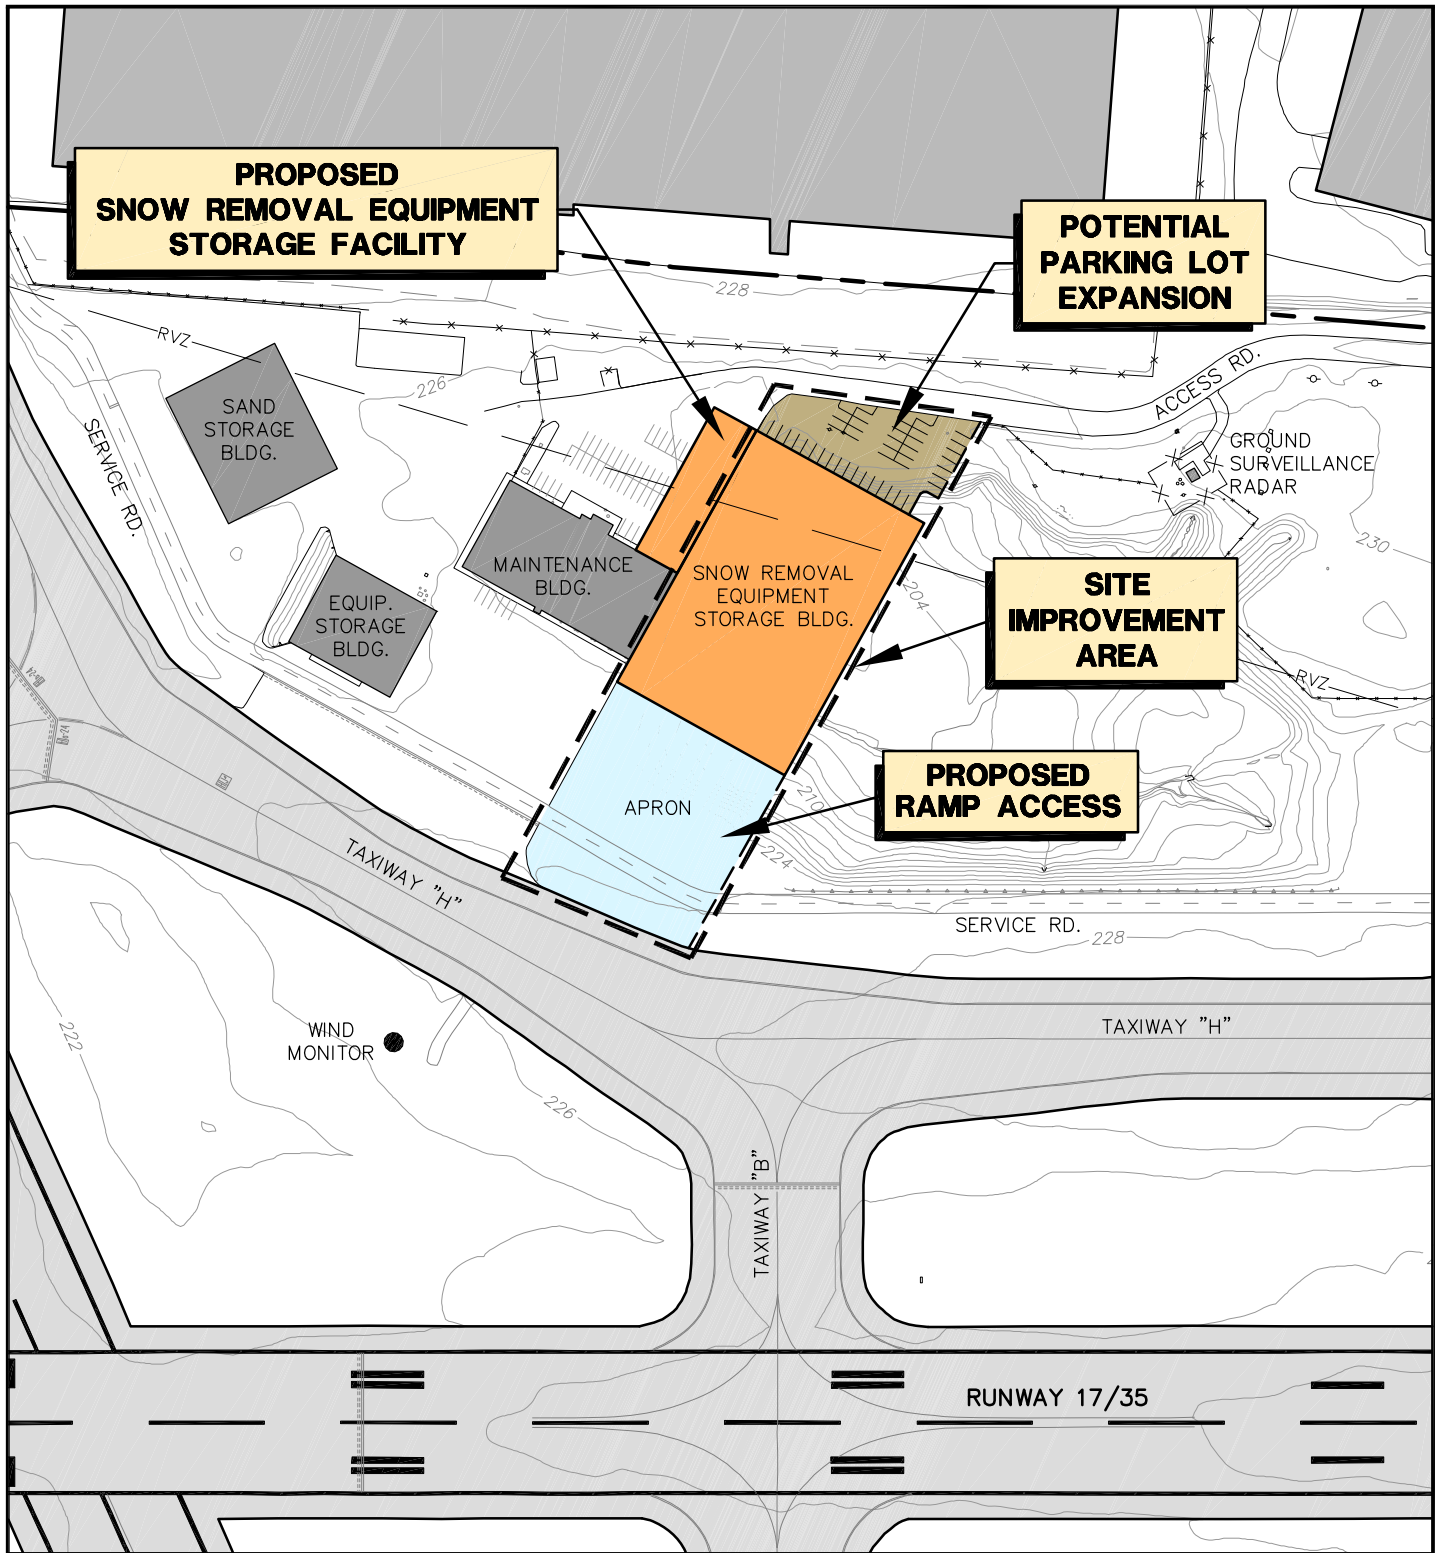 PROPOSED
SNOW REMOVAL EQUIPMENT
STORAGE FACILITY
POTENTIAL
PARKING LOT
EXPANSION
228
RVZ
226
ACCESS RD.
SAND
STORAGE
BLDG.
SERVICE RD.
GROUND
SURVEILLANCE
RADAR
230
MAINTENANCE
BLDG.
SNOW REMOVAL
EQUIPMENT
STORAGE BLDG.
204
SITE
IMPROVEMENT
AREA
EQUIP.
STORAGE
BLDG.
RVZ
PROPOSED
RAMP ACCESS
210
APRON
224
TAXIWAY "H"
SERVICE RD.
228
222
WIND
MONITOR
TAXIWAY "H"
226
TAXIWAY "B"
RUNWAY 17/35